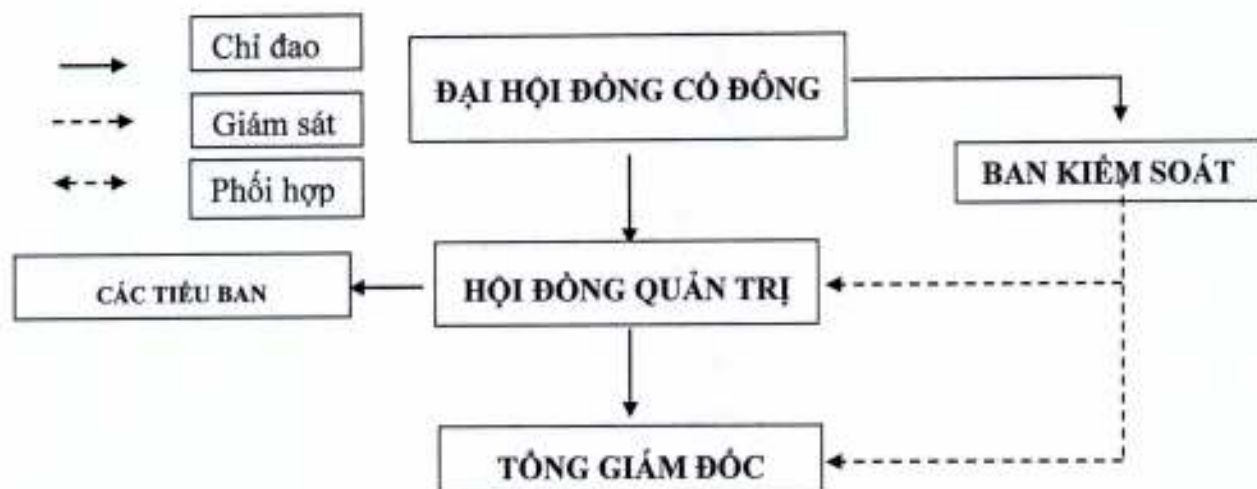 Chỉ đao
ĐẠI HỘI ĐỒNG CỔ ĐÔNG
Giám sát
BAN KIỂM SOÁT
Phối hợp
CÁC TIỂU BAN
HỘI ĐỒNG QUẢN TRỊ
TỔNG GIÁM ĐỐC